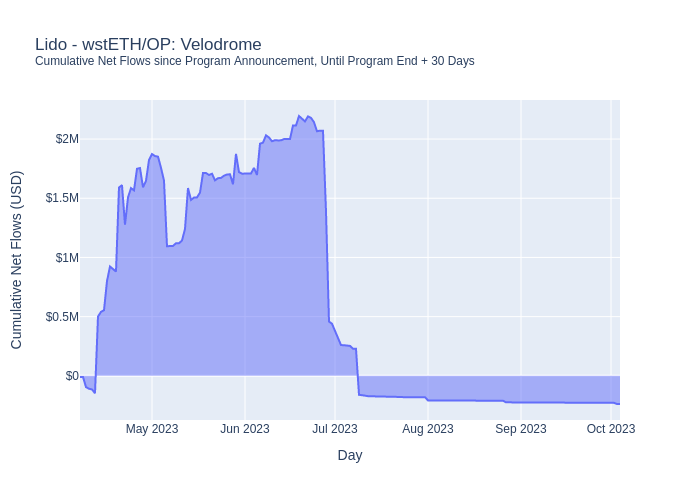 Lido - wstETH/OP: Velodrome
Cumulative Net Flows since Program Announcement, Until Program End + 30 Days
Cumulative Net Flows (USD)
$2M
$1.5M
$1M
$0.5M
$0
May 2023 Jun 2023 Jul 2023 Aug 2023 Sep 2023 Oct 2023
Day